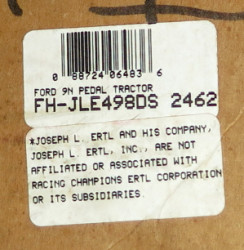 0 88724 06483 6
FORD 9N PEDAL TRACTOR
FH-JLE498DS 2462
*JOSEPH L. ERTL AND HIS COMPANY,
JOSEPH L. ERTL, INC., ARE NOT
AFFILIATED OR ASSOCIATED WITH
RACING CHAMPIONS ERTL CORPORATION
OR ITS SUBSIDIARIES.